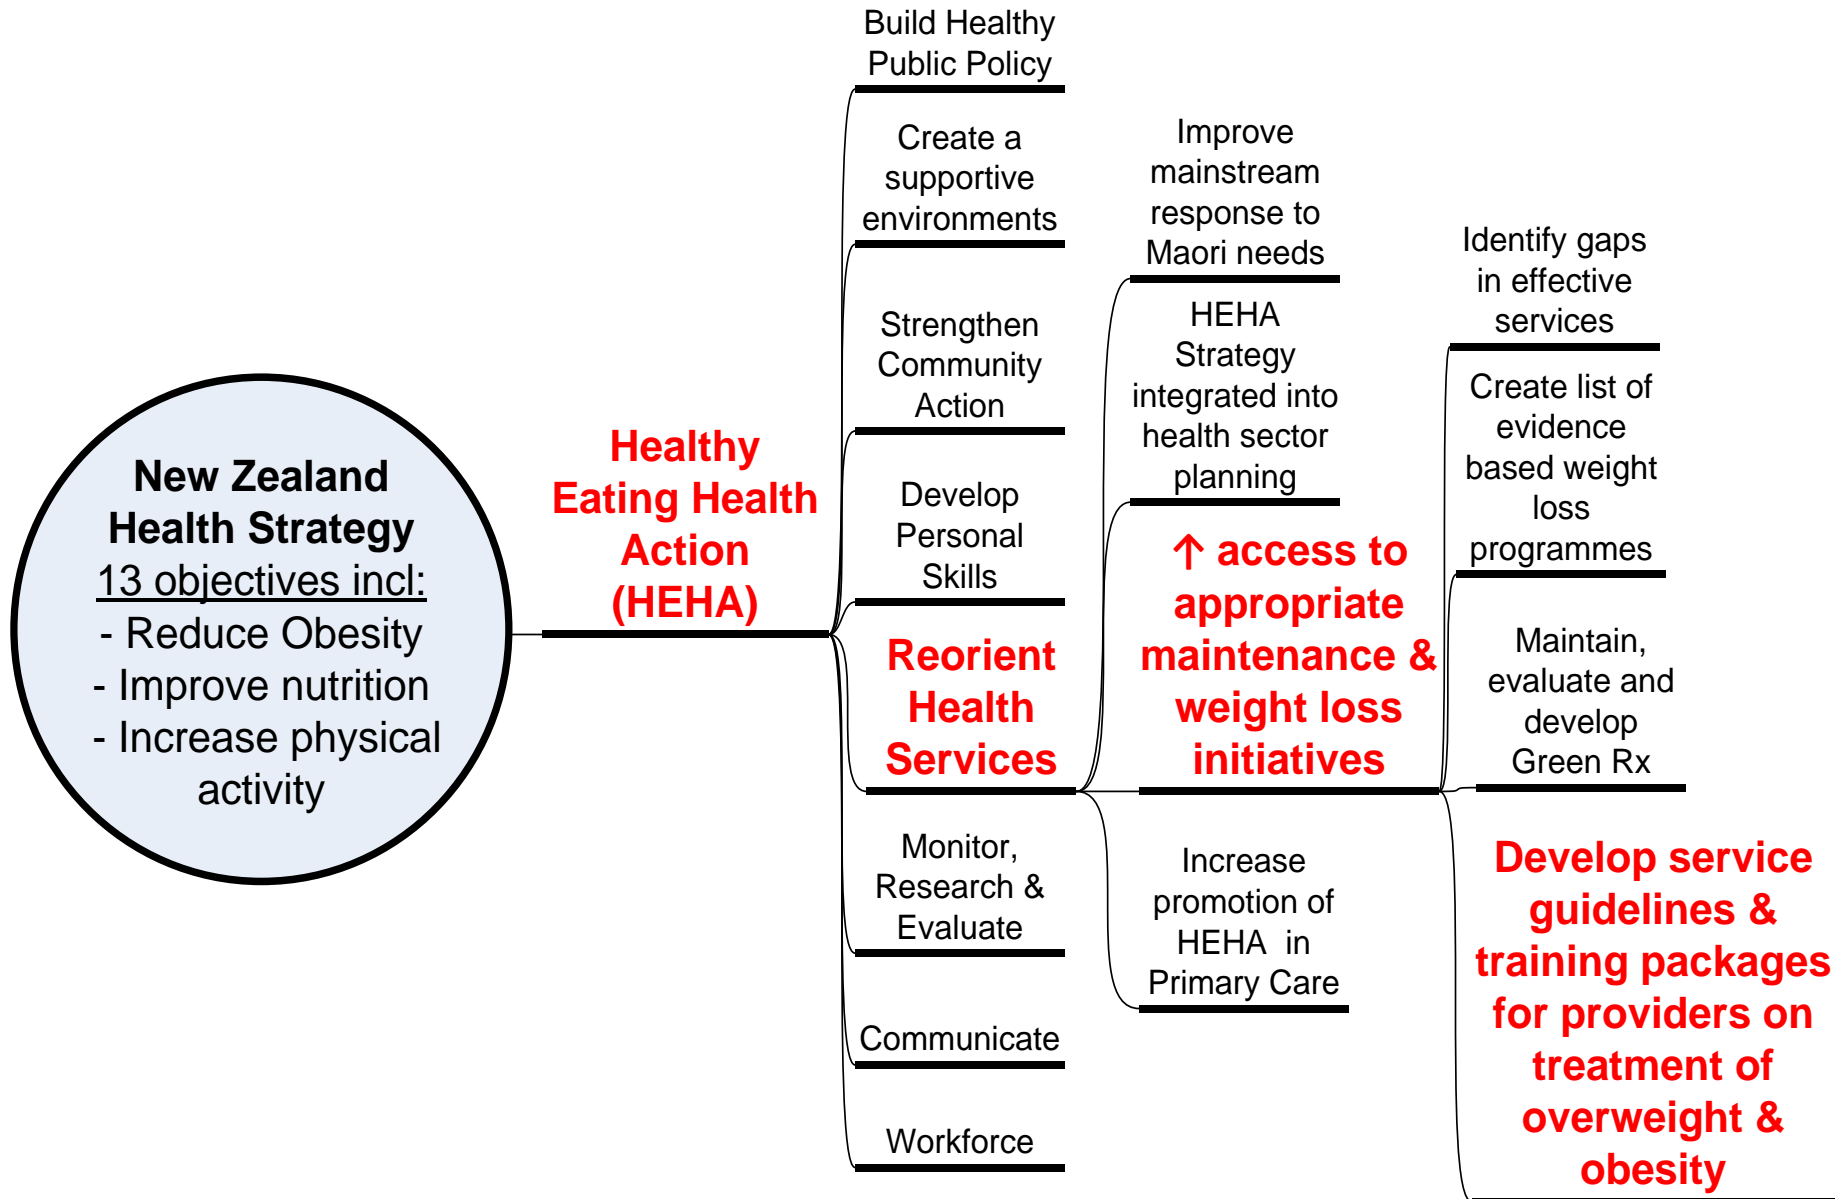 New Zealand
Health Strategy
13 objectives incl:
- Reduce Obesity
- Improve nutrition
- Increase physical
activity
Healthy
Eating Health
Action
(HEHA)
Build Healthy
Public Policy
Create a
supportive
environments
Strengthen
Community
Action
Develop
Personal
Skills
Reorient
Health
Services
Monitor,
Research &
Evaluate
Communicate
Workforce
Improve
mainstream
response to
Maori needs
HEHA
Strategy
integrated into
health sector
planning
↑ access to
appropriate
maintenance &
weight loss
initiatives
Increase
promotion of
HEHA in
Primary Care
Identify gaps
in effective
services
Create list of
evidence
based weight
loss
programmes
Maintain,
evaluate and
develop
Green Rx
Develop service
guidelines &
training packages
for providers on
treatment of
overweight &
obesity